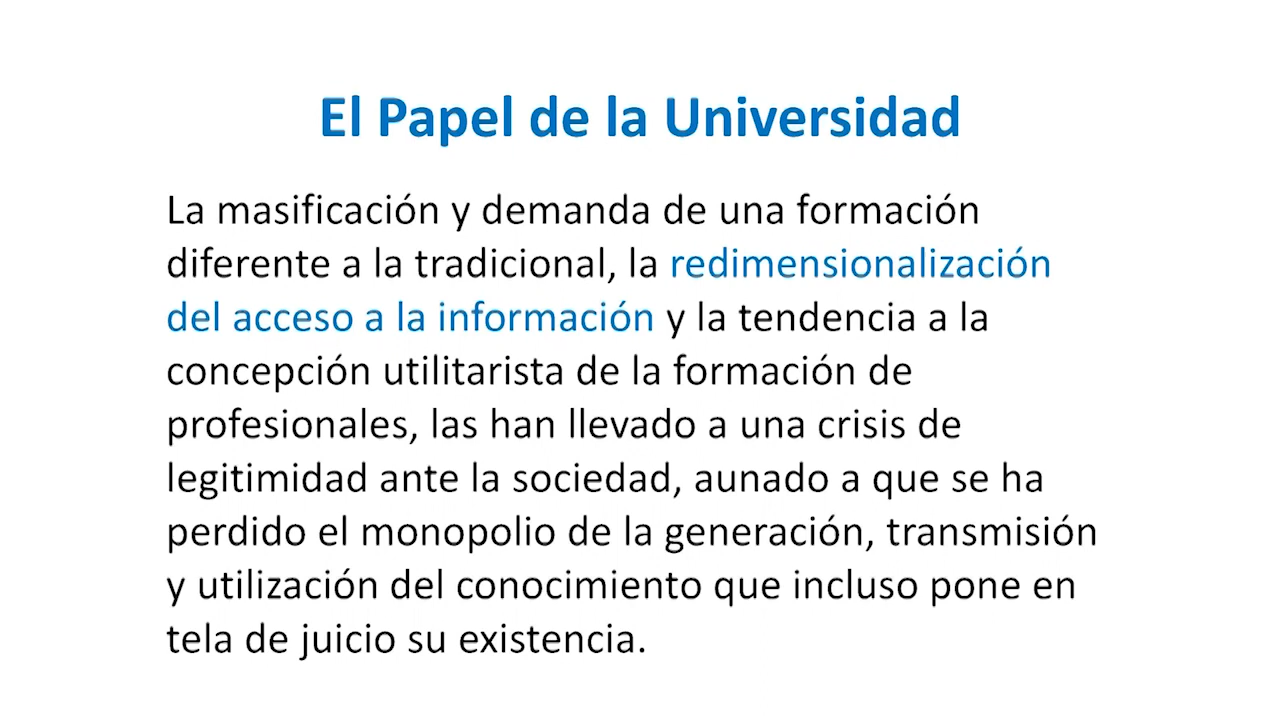 El Papel de la Universidad
La masificación y demanda de una formación
diferente a la tradicional, la redimensionalización
del acceso a la información y la tendencia a la
concepción utilitarista de la formación de
profesionales, las han llevado a una crisis de
legitimidad ante la sociedad, aunado a que se ha
perdido el monopolio de la generación, transmisión
y utilización del conocimiento que incluso pone en
tela de juicio su existencia.